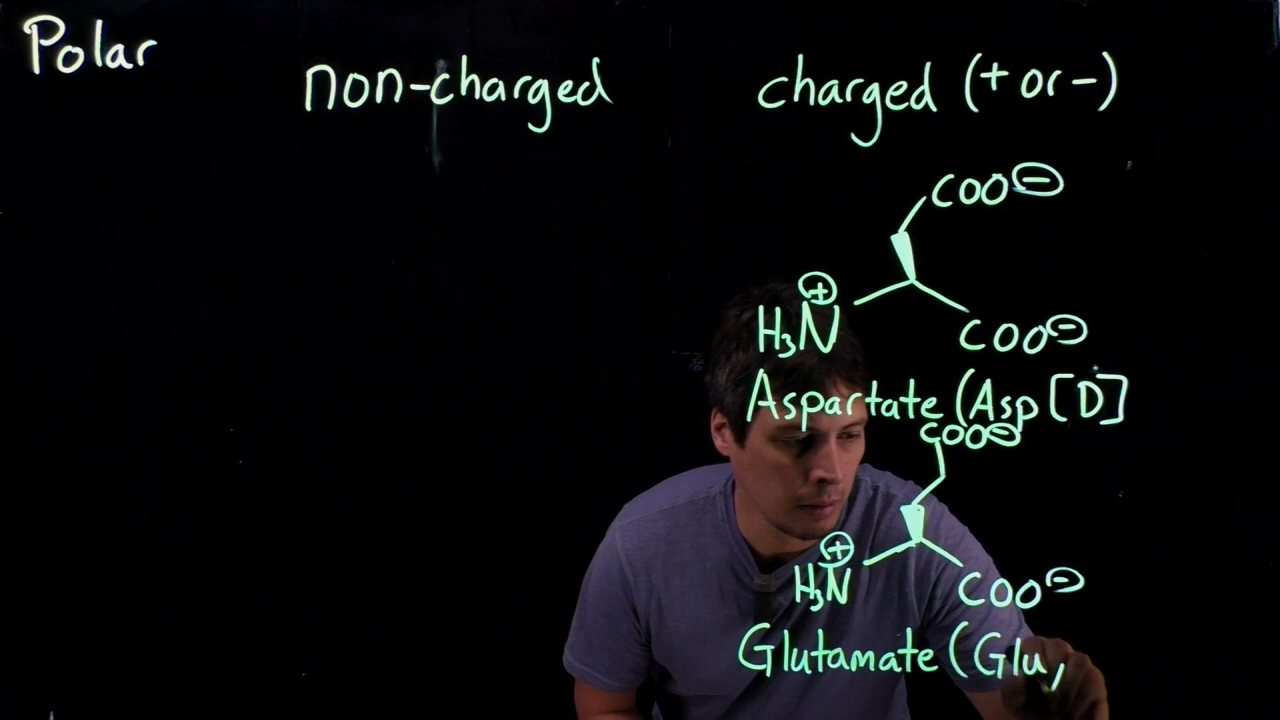 Polar
non-charged
charged (+ or -)
COO⊖
⊕
H₃N
COO⊖
Aspartate (Asp [D]
COO⊖
⊕
H₃N
COO⊖
Glutamate (Glu,